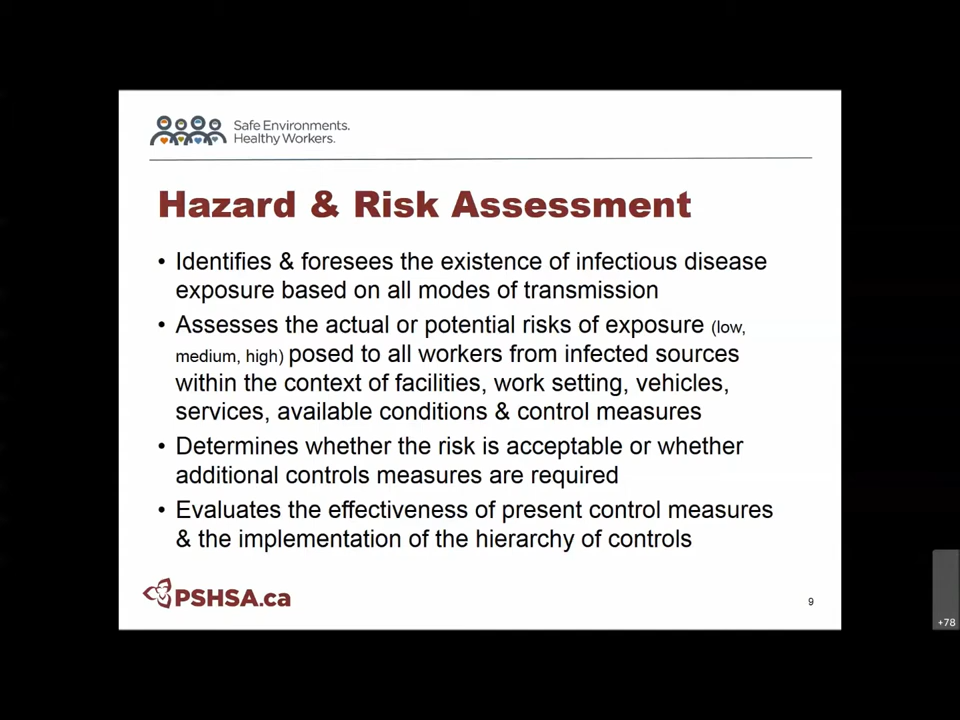 Safe Environments.
Healthy Workers.
Hazard & Risk Assessment
• Identifies & foresees the existence of infectious disease
exposure based on all modes of transmission
• Assesses the actual or potential risks of exposure (low,
medium, high) posed to all workers from infected sources
within the context of facilities, work setting, vehicles,
services, available conditions & control measures
• Determines whether the risk is acceptable or whether
additional controls measures are required
• Evaluates the effectiveness of present control measures
& the implementation of the hierarchy of controls
PSHSA.ca
9
+78